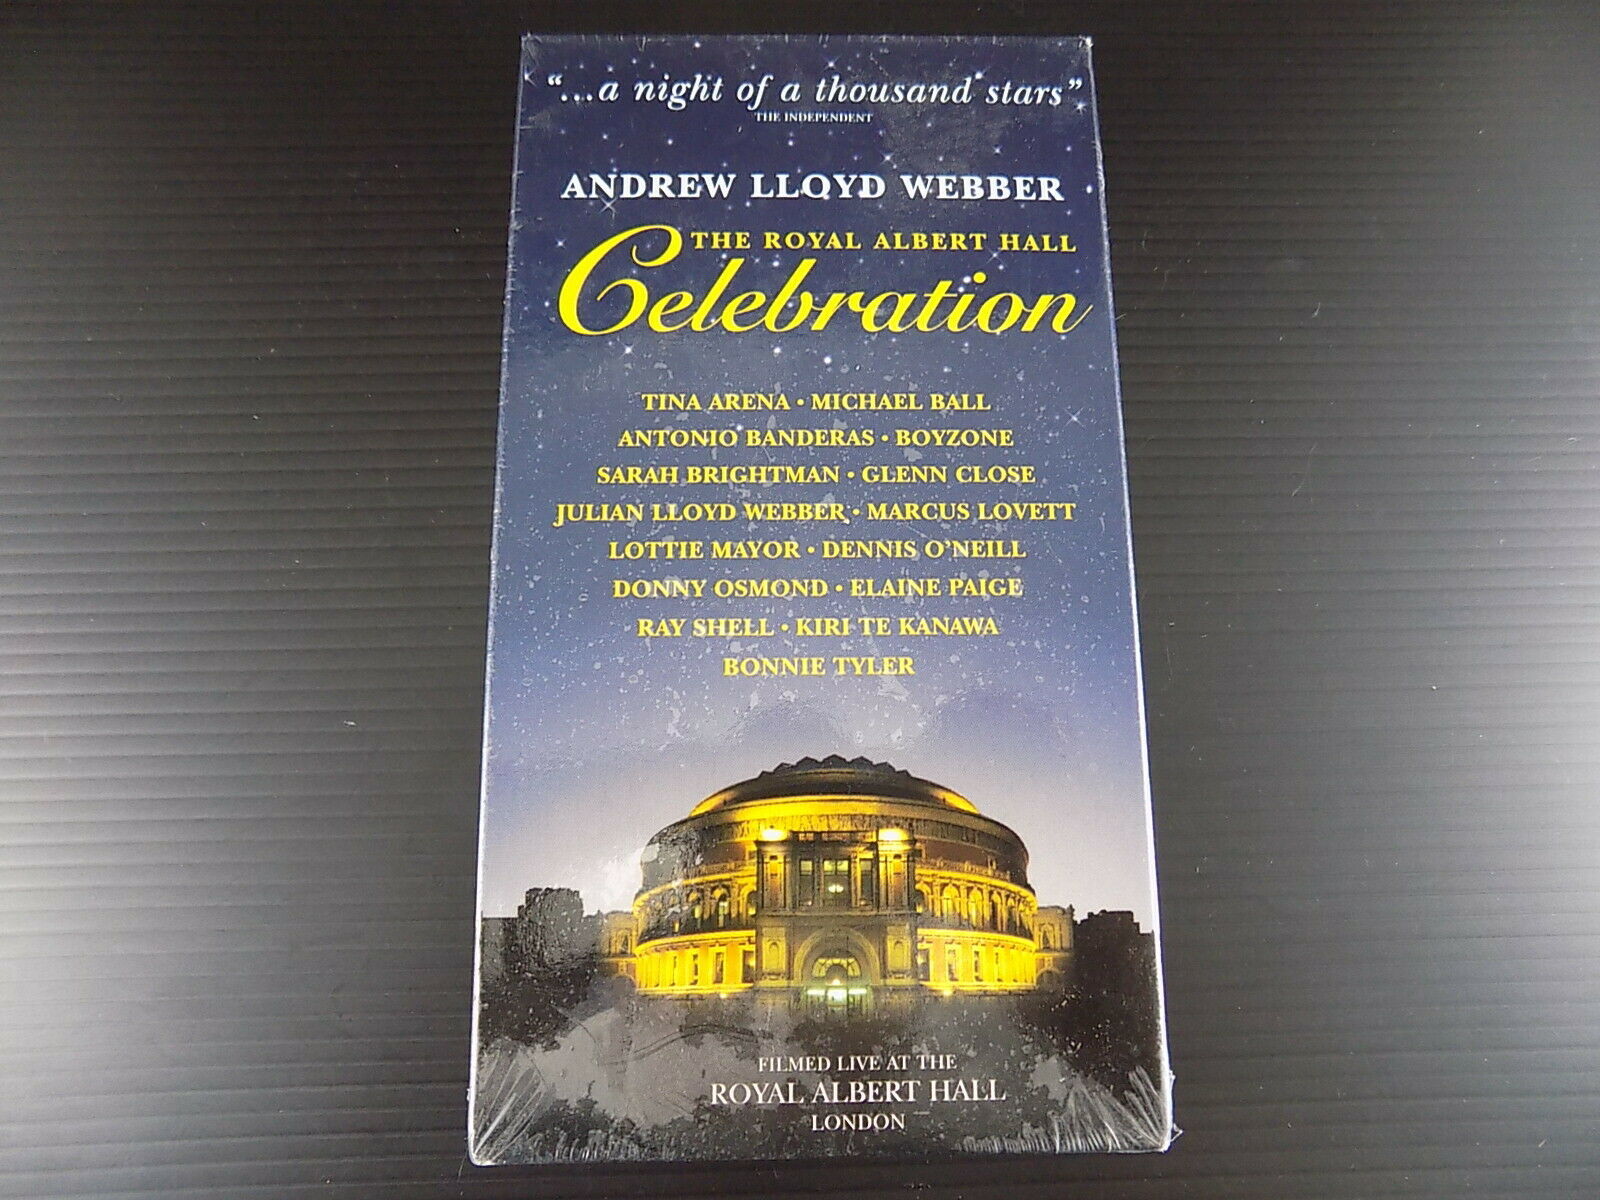 “...a night of a thousand stars”
THE INDEPENDENT
ANDREW LLOYD WEBBER
THE ROYAL ALBERT HALL
Celebration
TINA ARENA • MICHAEL BALL
ANTONIO BANDERAS • BOYZONE
SARAH BRIGHTMAN • GLENN CLOSE
JULIAN LLOYD WEBBER • MARCUS LOVETT
LOTTIE MAYOR • DENNIS O’NEILL
DONNY OSMOND • ELAINE PAIGE
RAY SHELL • KIRI TE KANAWA
BONNIE TYLER
FILMED LIVE AT THE
ROYAL ALBERT HALL
LONDON